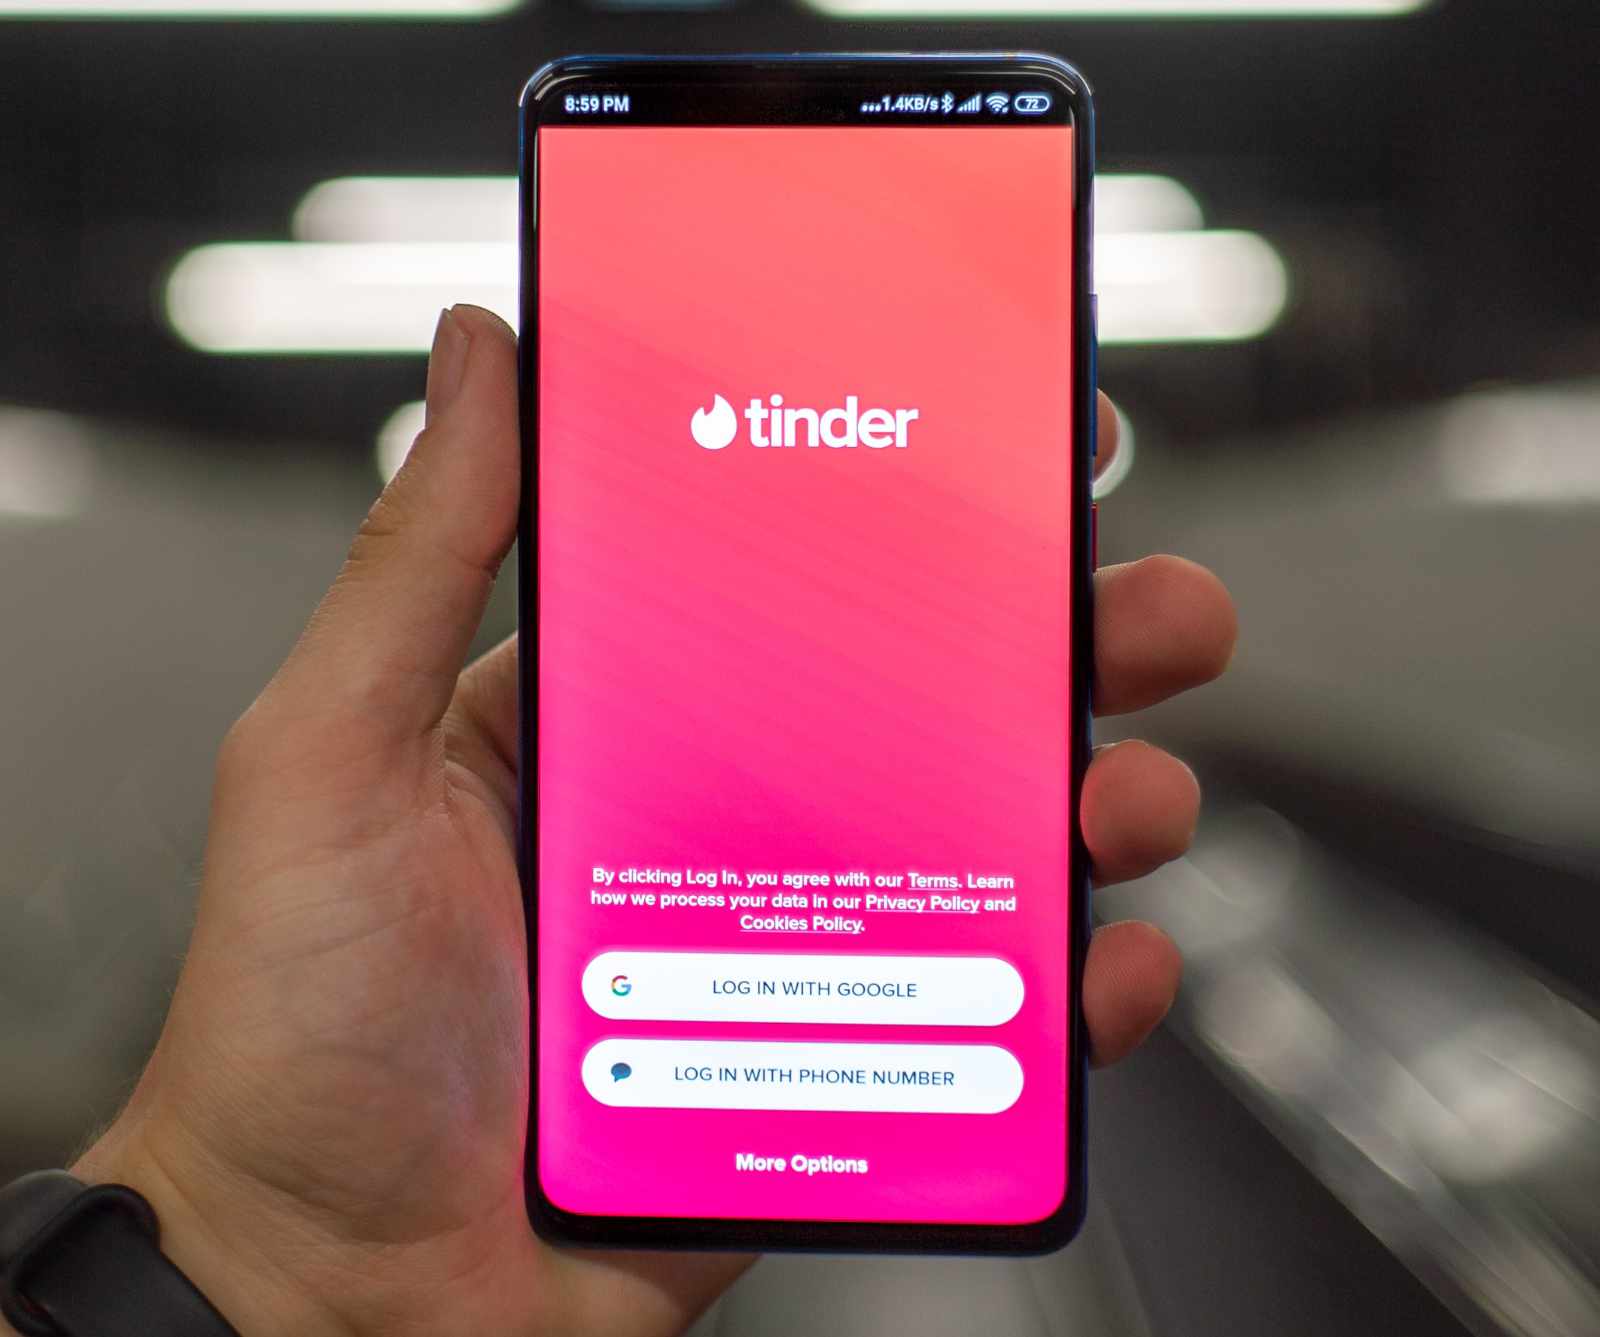 8:59 PM ...1.4KB/s 72
tinder
By clicking Log In, you agree with our Terms. Learn
how we process your data in our Privacy Policy and
Cookies Policy.
LOG IN WITH GOOGLE
LOG IN WITH PHONE NUMBER
More Options